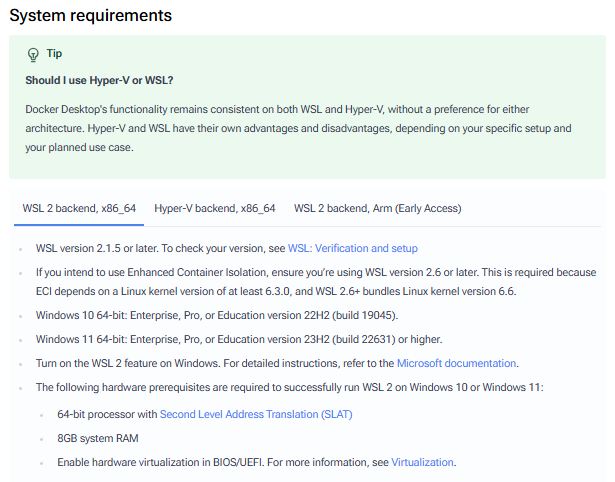 System requirements
Tip
Should I use Hyper-V or WSL?
Docker Desktop's functionality remains consistent on both WSL and Hyper-V, without a preference for either
architecture. Hyper-V and WSL have their own advantages and disadvantages, depending on your specific setup and
your planned use case.
WSL 2 backend, x86_64 Hyper-V backend, x86_64 WSL 2 backend, Arm (Early Access)
WSL version 2.1.5 or later. To check your version, see WSL: Verification and setup
If you intend to use Enhanced Container Isolation, ensure you're using WSL version 2.6 or later. This is required because
ECI depends on a Linux kernel version of at least 6.3.0, and WSL 2.6+ bundles Linux kernel version 6.6.
Windows 10 64-bit: Enterprise, Pro, or Education version 22H2 (build 19045).
Windows 11 64-bit: Enterprise, Pro, or Education version 23H2 (build 22631) or higher.
Turn on the WSL 2 feature on Windows. For detailed instructions, refer to the Microsoft documentation.
The following hardware prerequisites are required to successfully run WSL 2 on Windows 10 or Windows 11:
64-bit processor with Second Level Address Translation (SLAT)
8GB system RAM
Enable hardware virtualization in BIOS/UEFI. For more information, see Virtualization.